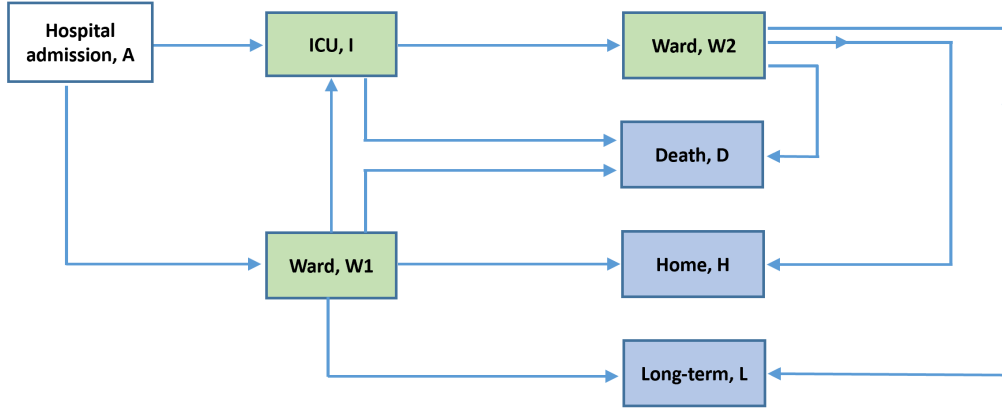 Hospital
admission, A
ICU, I
Ward, W2
Death, D
Ward, W1
Home, H
Long-term, L